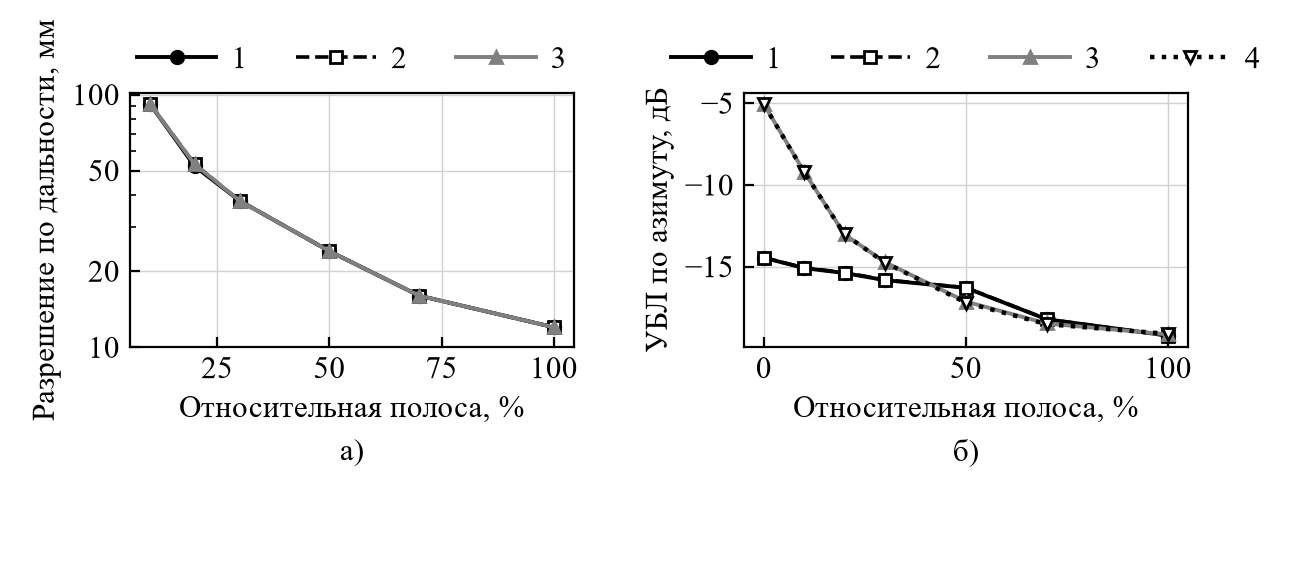 1 2 3
Разрешение по дальности, мм
100
50
20
10
25 50 75 100
Относительная полоса, %
а)
1 2 3 4
УБЛ по азимуту, дБ
−5
−10
−15
0 50 100
Относительная полоса, %
б)